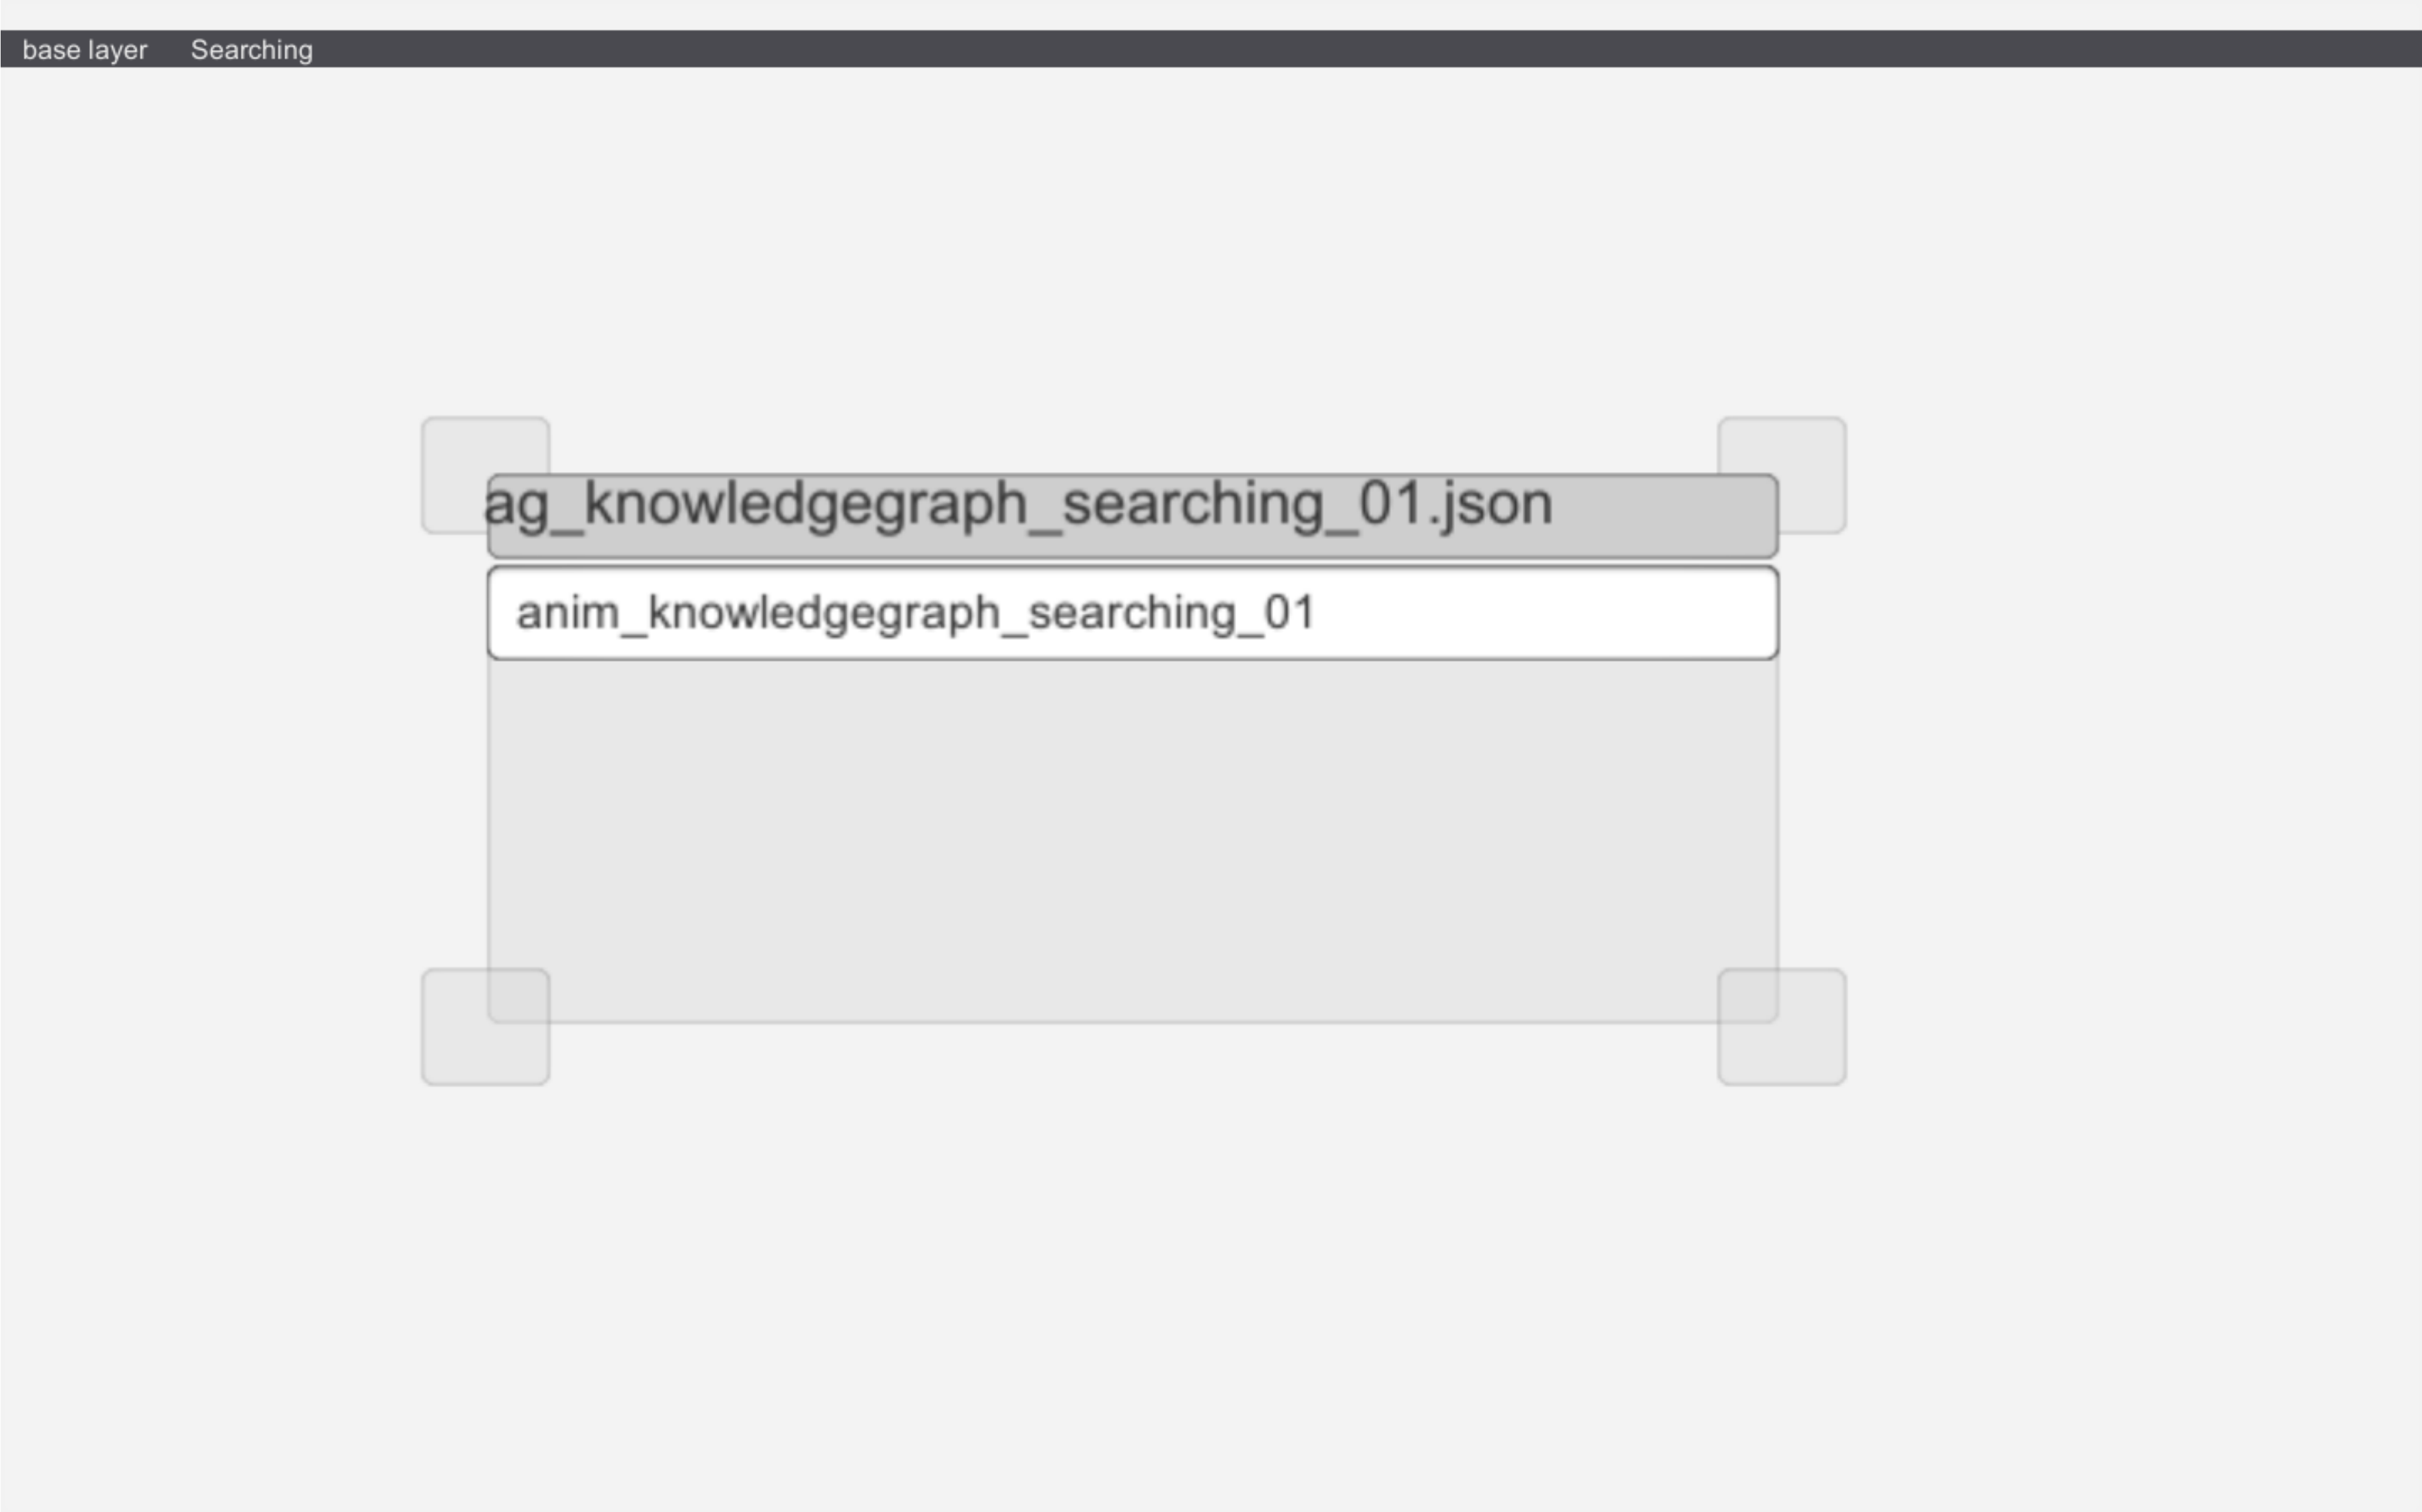 base layer Searching
ag_knowledgegraph_searching_01.json
anim_knowledgegraph_searching_01